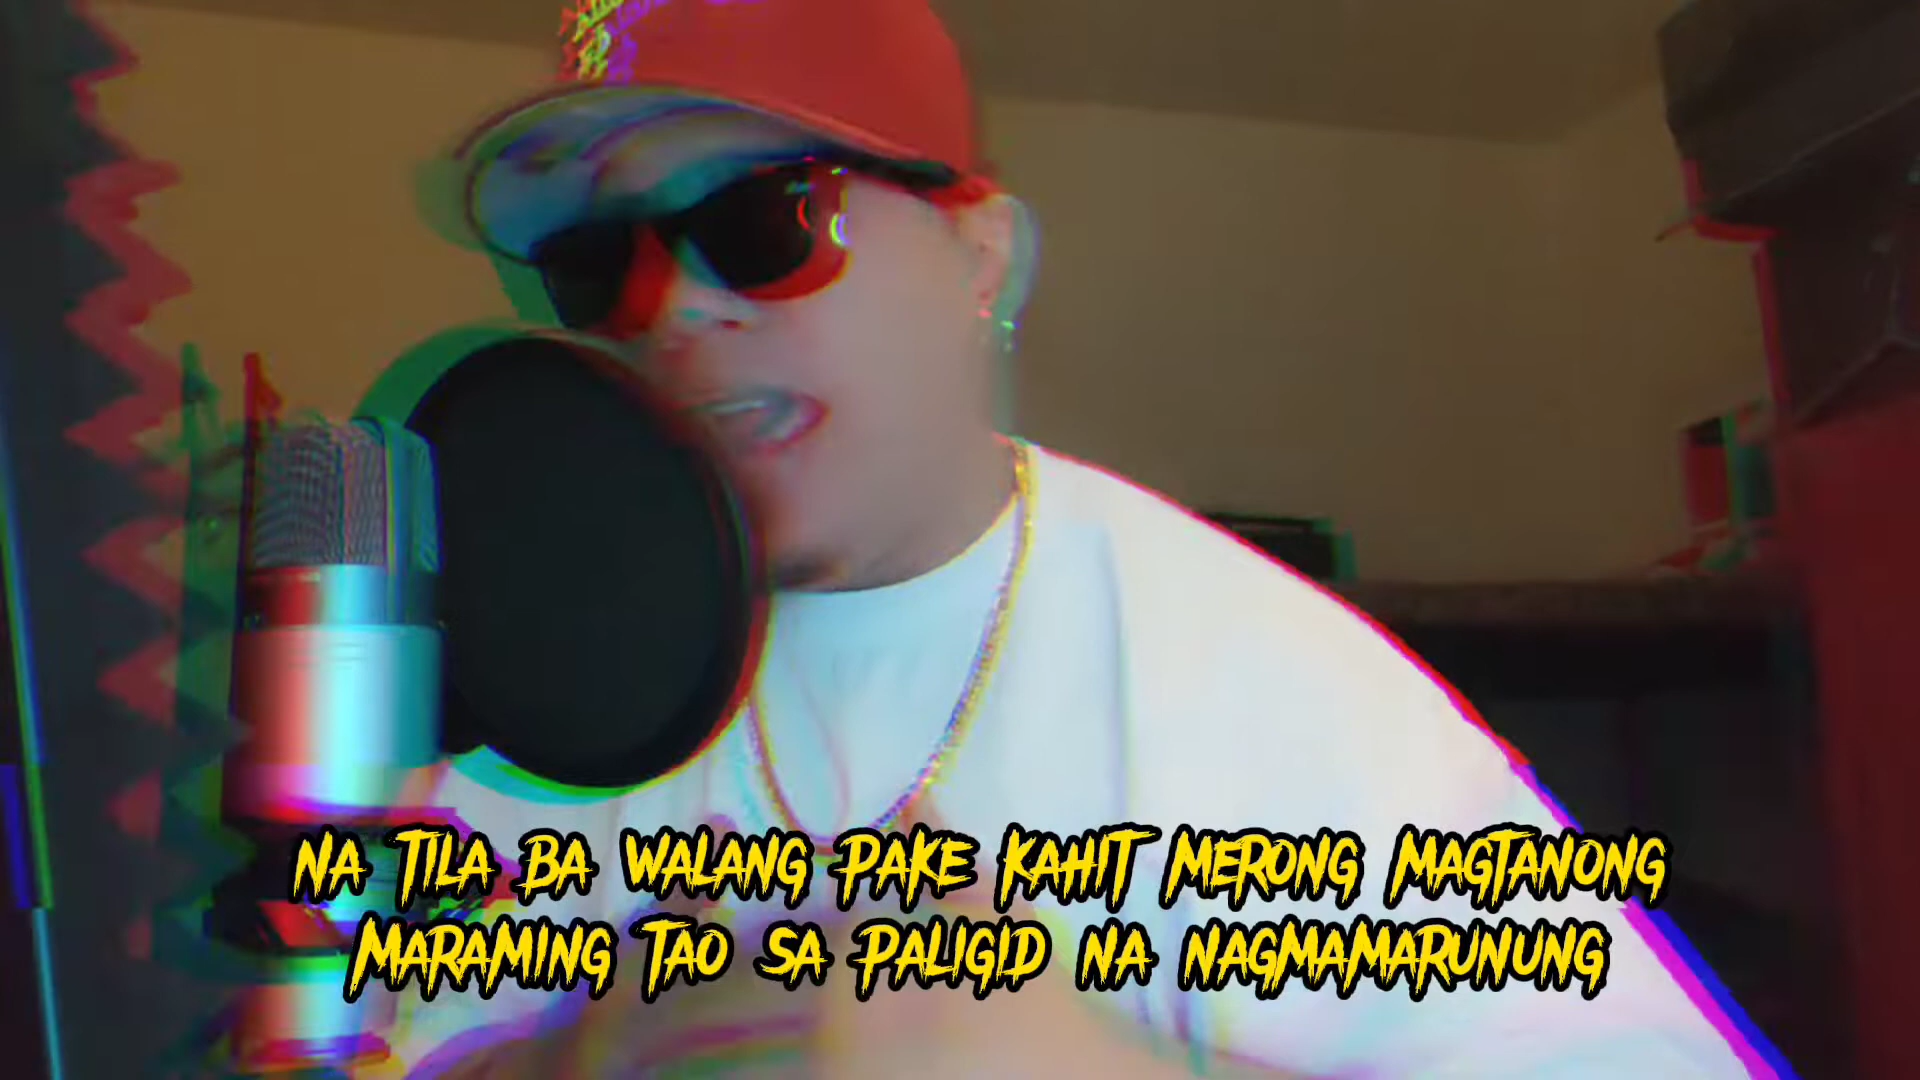 NA TILA BA WALANG PAKE KAHIT MERONG MAGTANONG
MARAMING TAO SA PALIGID NA NAGMAMARUNUNG